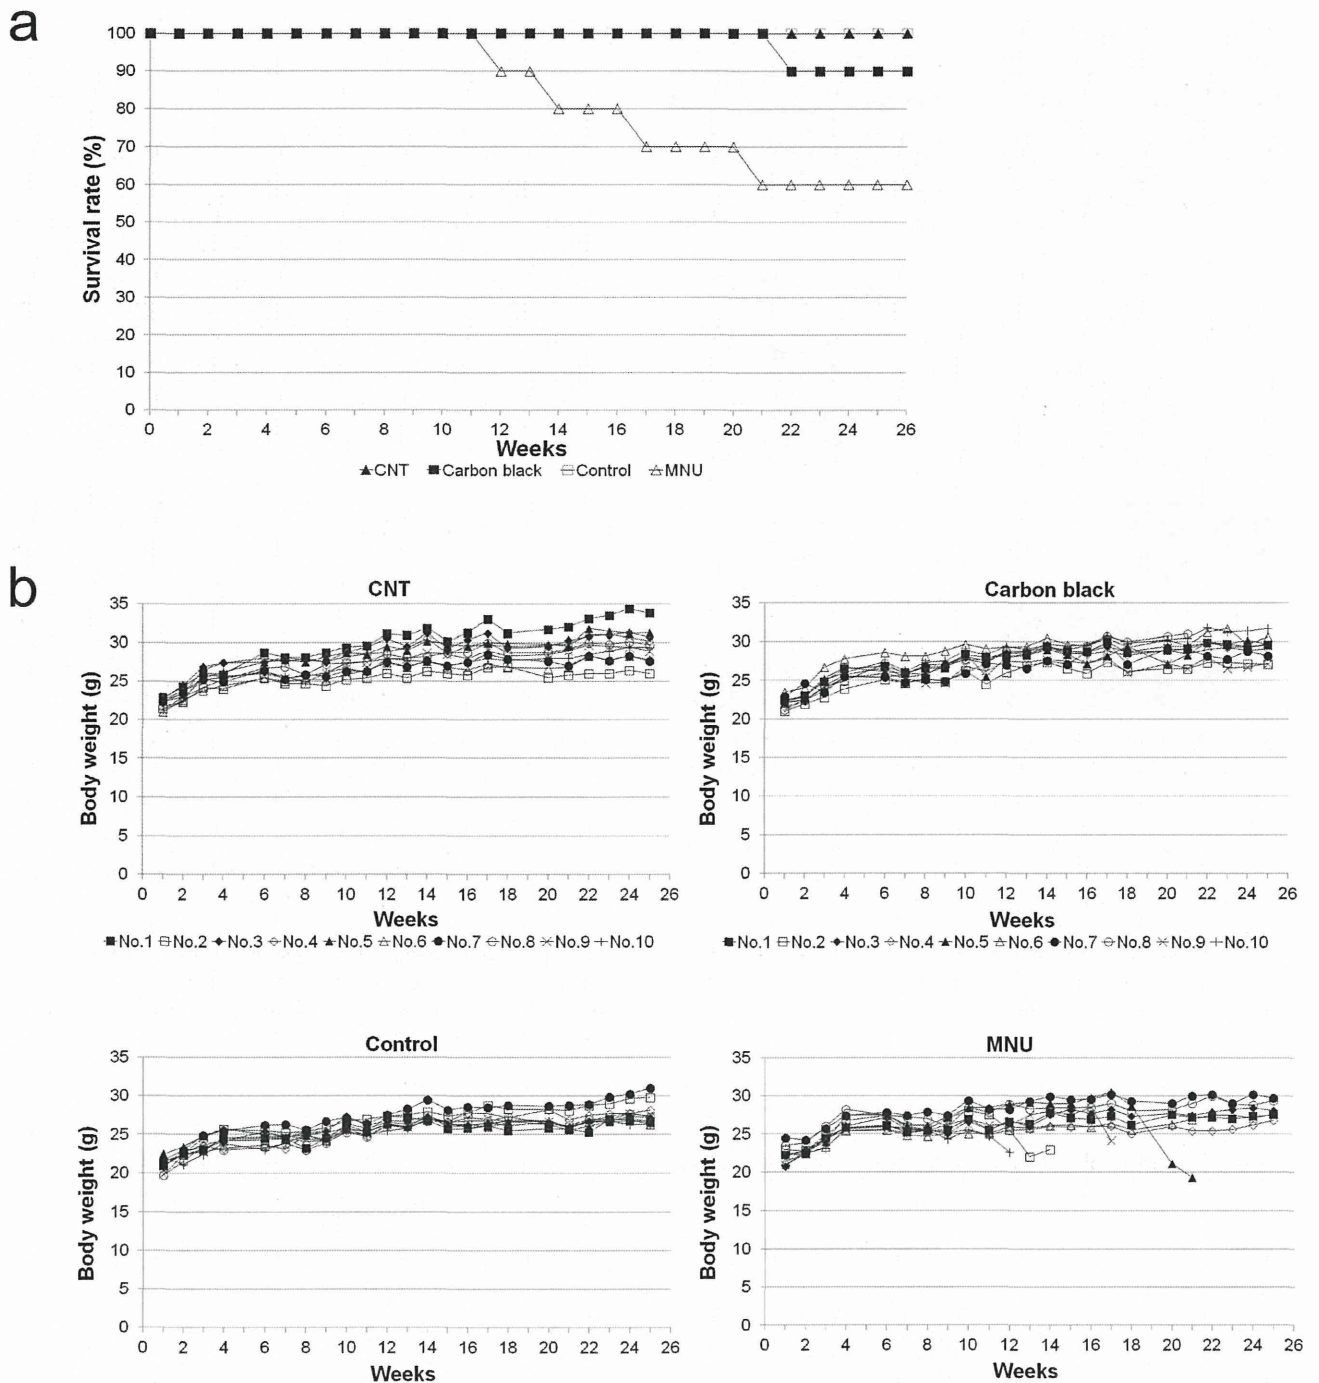 a
100
90
80
70
60
50
40
30
20
10
0
Survival rate (%)
0 2 4 6 8 10 12 14 16 18 20 22 24 26
Weeks
CNT Carbon black Control MNU
b
CNT
35
30
25
20
15
10
5
0
Body weight (g)
0 2 4 6 8 10 12 14 16 18 20 22 24 26
Weeks
No.1 No.2 No.3 No.4 No.5 No.6 No.7 No.8 No.9 No.10
Carbon black
35
30
25
20
15
10
5
0
Body weight (g)
0 2 4 6 8 10 12 14 16 18 20 22 24 26
Weeks
No.1 No.2 No.3 No.4 No.5 No.6 No.7 No.8 No.9 No.10
Control
35
30
25
20
15
10
5
0
Body weight (g)
0 2 4 6 8 10 12 14 16 18 20 22 24 26
Weeks
MNU
35
30
25
20
15
10
5
0
Body weight (g)
0 2 4 6 8 10 12 14 16 18 20 22 24 26
Weeks